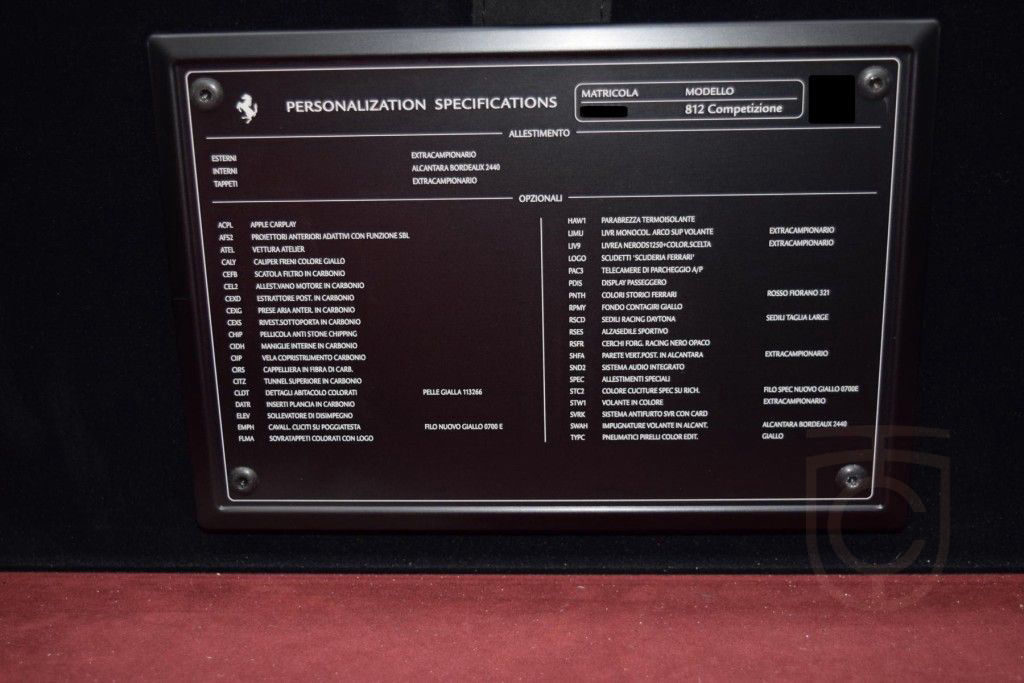 PERSONALIZATION SPECIFICATIONS
MATRICOLA MODELLO
812 Competizione
ALLESTIMENTO
ESTERNI EXTRACAMPIONARIO
INTERNI ALCANTARA BORDEAUX 2440
TAPPETI EXTRACAMPIONARIO
OPZIONALI
ACPL APPLE CARPLAY
AFS2 PROIETTORI ANTERIORI ADATTIVI CON FUNZIONE SBL
ATEL VETTURA ATELIER
CALY CALIPER FRENI COLORE GIALLO
CEFB SCATOLA FILTRO IN CARBONIO
CEL2 ALLEST.VANO MOTORE IN CARBONIO
CEXD ESTRATTORE POST. IN CARBONIO
CEXG PRESE ARIA ANTER. IN CARBONIO
CEXS RIVEST.SOTTOPORTA IN CARBONIO
CHIP PELLICOLA ANTI STONE CHIPPING
CIDH MANIGLIE INTERNE IN CARBONIO
CIIP VELA COPRISTRUMENTO CARBONIO
CIRS CAPPELLIERA IN FIBRA DI CARB.
CITZ TUNNEL SUPERIORE IN CARBONIO
CLDT DETTAGLI ABITACOLO COLORATI PELLE GIALLA 113266
DATR INSERTI PLANCIA IN CARBONIO
ELEV SOLLEVATORE DI DISIMPEGNO
EMPH CAVALL. CUCITI SU POGGIATESTA FILO NUOVO GIALLO 0700 E
FLMA SOVRATAPPETI COLORATI CON LOGO
HAW1 PARABREZZA TERMOISOLANTE
LIMU LIVR MONOCOL. ARCO SUP VOLANTE EXTRACAMPIONARIO
LIV9 LIVREA NERODS1250+COLOR.SCELTA EXTRACAMPIONARIO
LOGO SCUDETTI "SCUDERIA FERRARI"
PAC3 TELECAMERE DI PARCHEGGIO A/P
PDIS DISPLAY PASSEGGERO
PNTH COLORI STORICI FERRARI ROSSO FIORANO 321
RPMY FONDO CONTAGIRI GIALLO
RSCD SEDILI RACING DAYTONA SEDILI TAGLIA LARGE
RSES ALZASEDILE SPORTIVO
RSFR CERCHI FORG. RACING NERO OPACO
SHFA PARETE VERT.POST. IN ALCANTARA EXTRACAMPIONARIO
SND2 SISTEMA AUDIO INTEGRATO
SPEC ALLESTIMENTI SPECIALI
STC2 COLORE CUCITURE SPEC SU RICH. FILO SPEC NUOVO GIALLO 0700E
STW1 VOLANTE IN COLORE EXTRACAMPIONARIO
SVRK SISTEMA ANTIFURTO SVR CON CARD
SWAH IMPUGNATURE VOLANTE IN ALCANT. ALCANTARA BORDEAUX 2440
TYPC PNEUMATICI PIRELLI COLOR EDIT. GIALLO